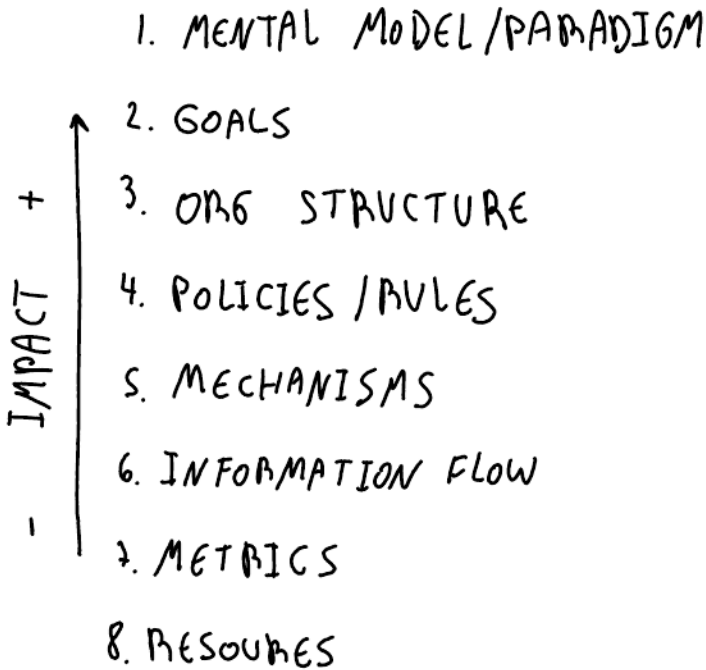 1. MENTAL MODEL/PARADIGM
2. GOALS
3. ORG STRUCTURE
4. POLICIES/RULES
5. MECHANISMS
6. INFORMATION FLOW
7. METRICS
8. RESOURES
- IMPACT +